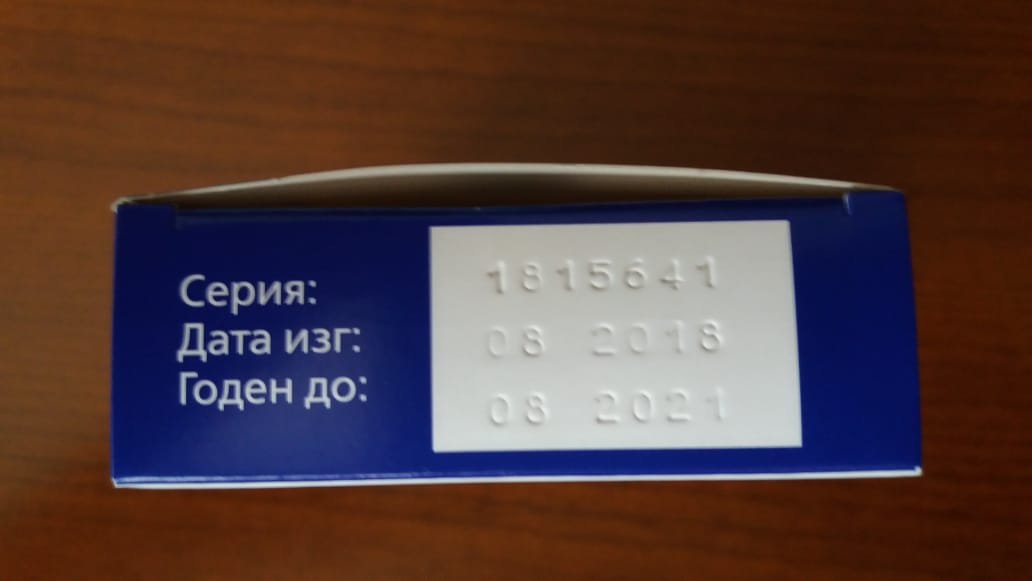 Серия: 1815641
Дата изг: 08 2018
Годен до: 08 2021